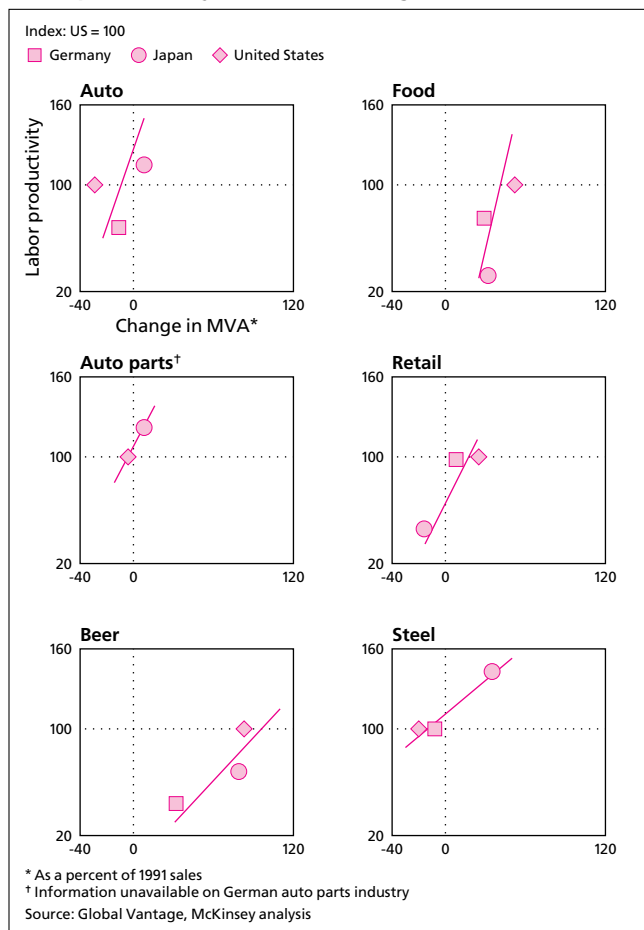 Index: US = 100
Germany Japan United States
Auto
Food
160
100
20
-40 0 120
Labor productivity
Change in MVA*
160
100
20
-40 0 120
Auto parts†
Retail
160
100
20
-40 0 120
160
100
20
-40 0 120
Beer
Steel
160
100
20
-40 0 120
160
100
20
-40 0 120
* As a percent of 1991 sales
† Information unavailable on German auto parts industry
Source: Global Vantage, McKinsey analysis